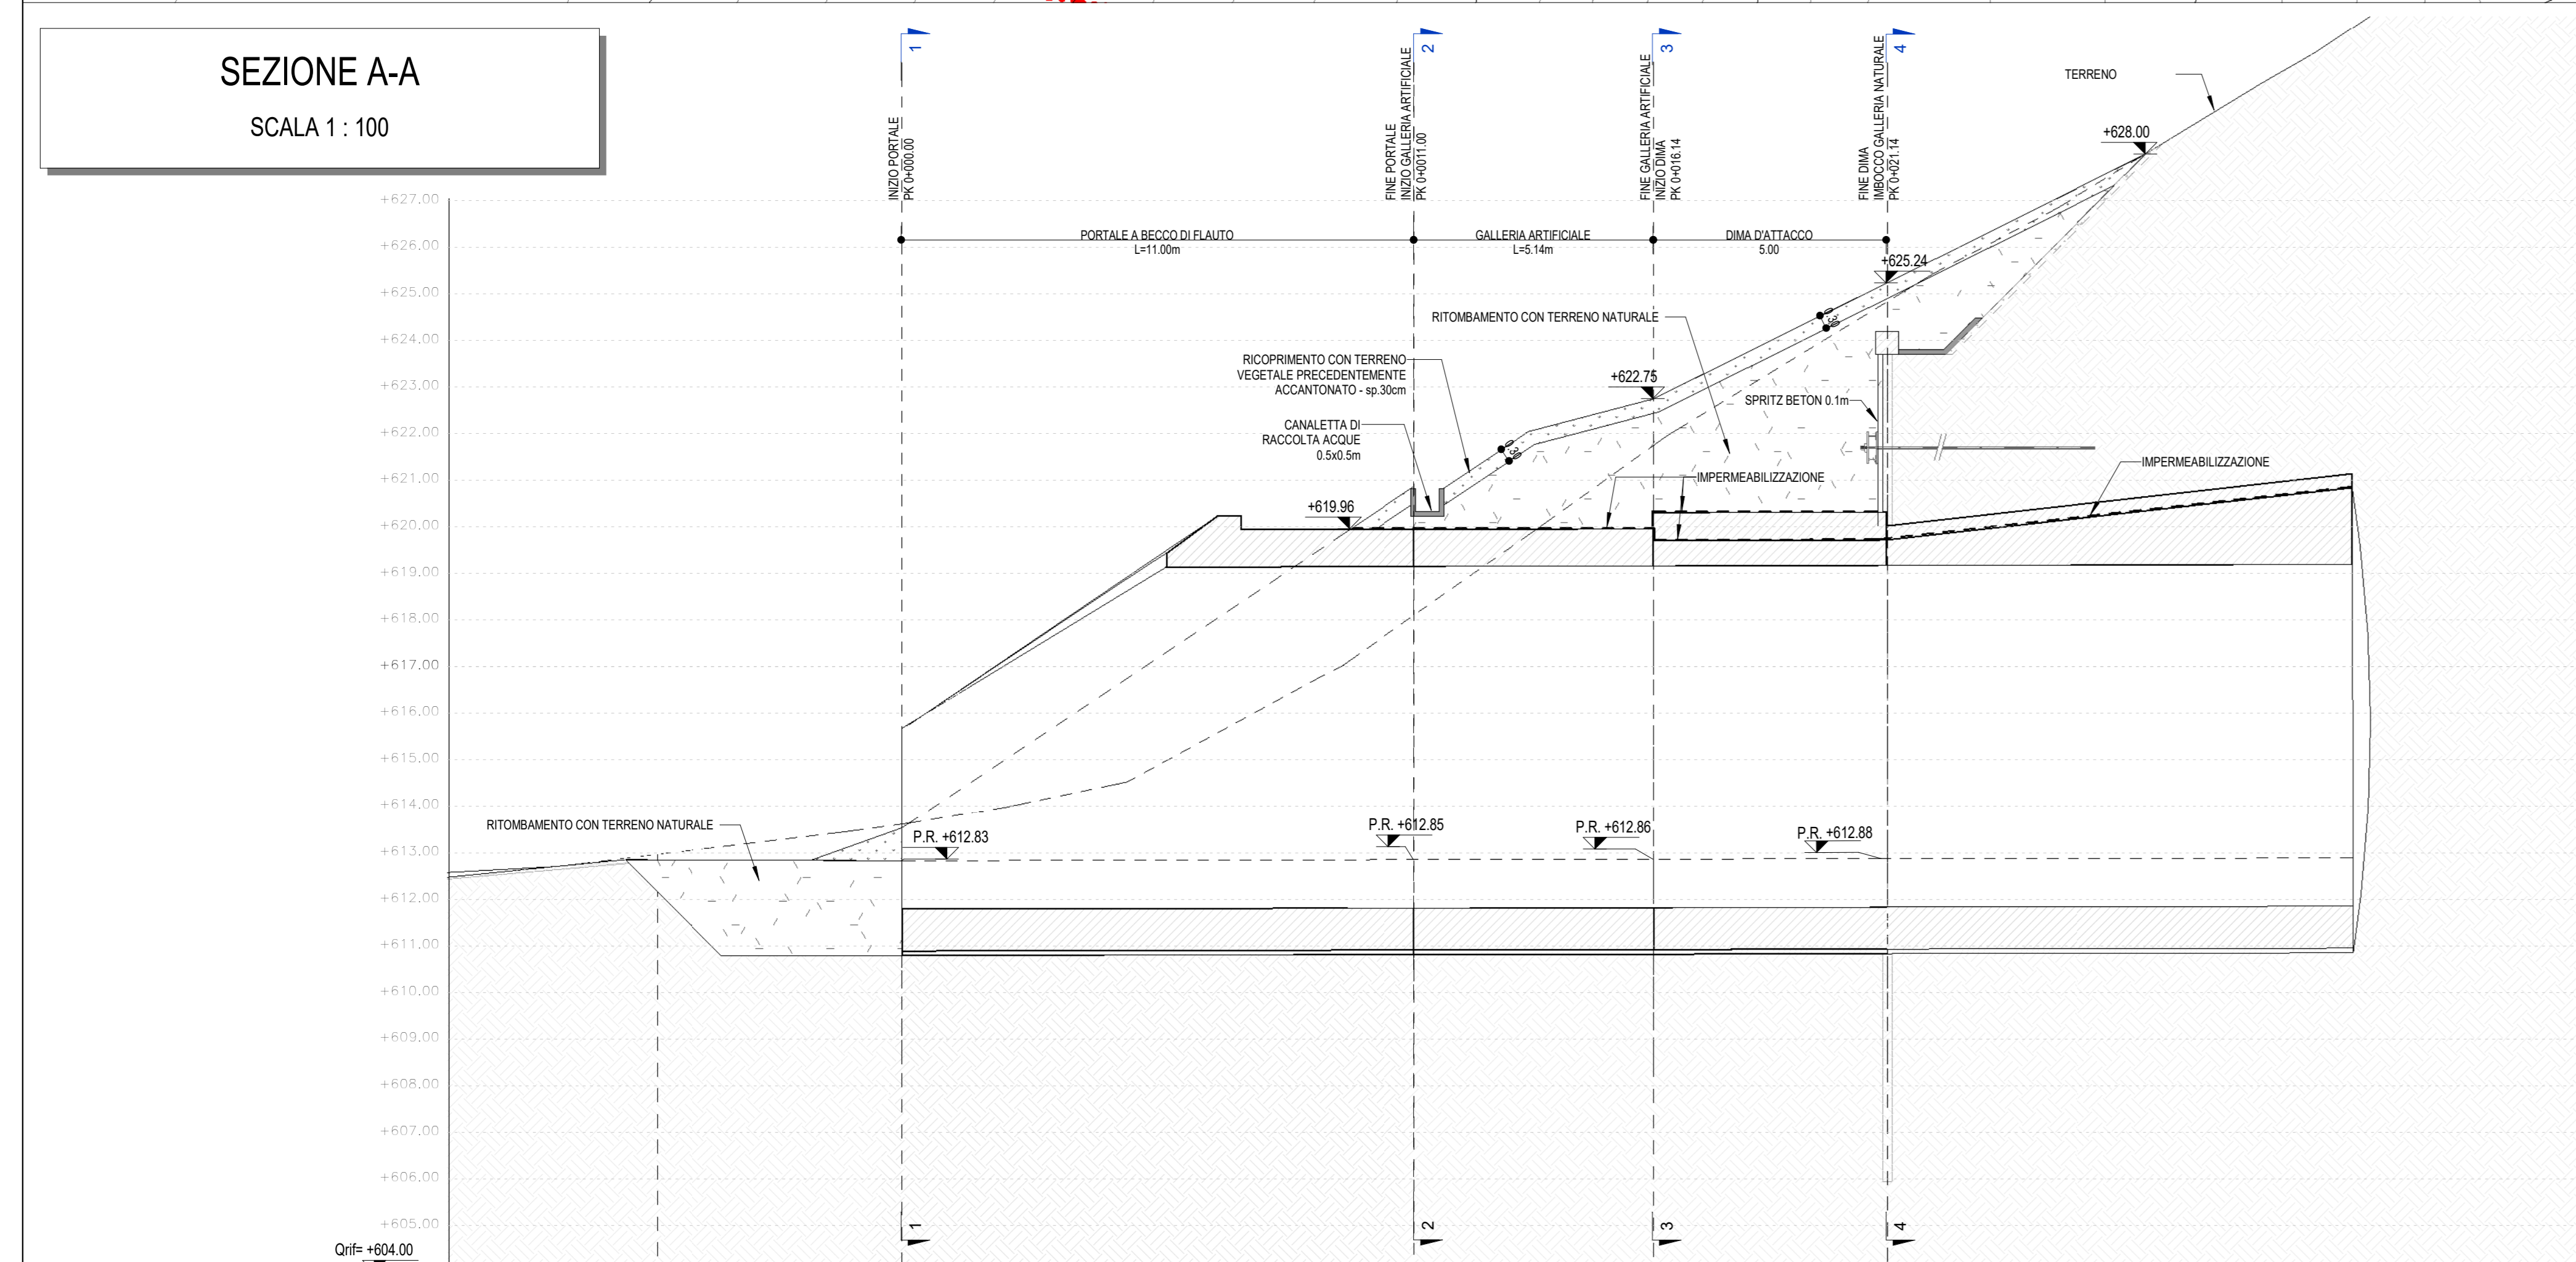 SEZIONE A-A
SCALA 1 : 100
1
2
3
4
INIZIO PORTALE
PK 0+000.00
FINE PORTALE
INIZIO GALLERIA ARTIFICIALE
PK 0+0011.00
FINE GALLERIA ARTIFICIALE
INIZIO DIMA
PK 0+016.14
FINE DIMA
IMBOCCO GALLERIA NATURALE
PK 0+021.14
TERRENO
+628.00
PORTALE A BECCO DI FLAUTO
L=11.00m
GALLERIA ARTIFICIALE
L=5.14m
DIMA D'ATTACCO
5.00
+625.24
RITOMBAMENTO CON TERRENO NATURALE
0.30
RICOPRIMENTO CON TERRENO
VEGETALE PRECEDENTEMENTE
ACCANTONATO - sp.30cm
+622.75
SPRITZ BETON 0.1m
CANALETTA DI
RACCOLTA ACQUE
0.5x0.5m
0.30
IMPERMEABILIZZAZIONE
IMPERMEABILIZZAZIONE
+619.96
RITOMBAMENTO CON TERRENO NATURALE
P.R. +612.83
P.R. +612.85
P.R. +612.86
P.R. +612.88
+627.00
+626.00
+625.00
+624.00
+623.00
+622.00
+621.00
+620.00
+619.00
+618.00
+617.00
+616.00
+615.00
+614.00
+613.00
+612.00
+611.00
+610.00
+609.00
+608.00
+607.00
+606.00
+605.00
Qrif= +604.00
1
2
3
4